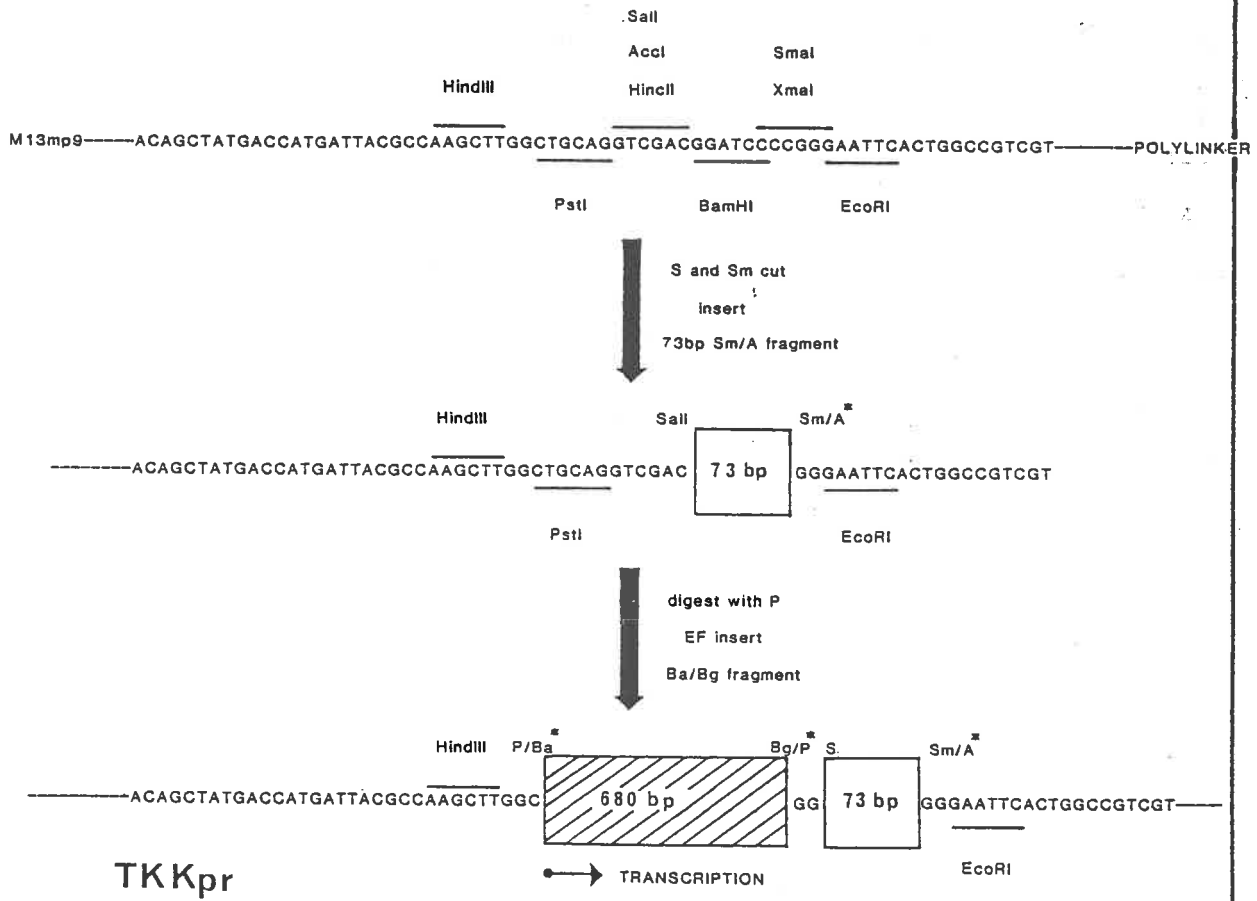 SalI
AccI SmaI
HindIII HincII XmaI
M13mp9------ACAGCTATGACCATGATTACGCCAAGCTTGGCTGCAGGTCGACGGATCCCCGGGAATTCACTGGCCGTCGT------POLYLINKER
PstI BamHI EcoRI
S and Sm cut
insert
73bp Sm/A fragment
HindIII SalI Sm/A*
------ACAGCTATGACCATGATTACGCCAAGCTTGGCTGCAGGTCGAC 73 bp GGGAATTCACTGGCCGTCGT
PstI EcoRI
digest with P
EF insert
Ba/Bg fragment
HindIII P/Ba* Bg/P* S Sm/A*
------ACAGCTATGACCATGATTACGCCAAGCTTGGC 680 bp GG 73 bp GGGAATTCACTGGCCGTCGT------
EcoRI
TRANSCRIPTION
TKKpr